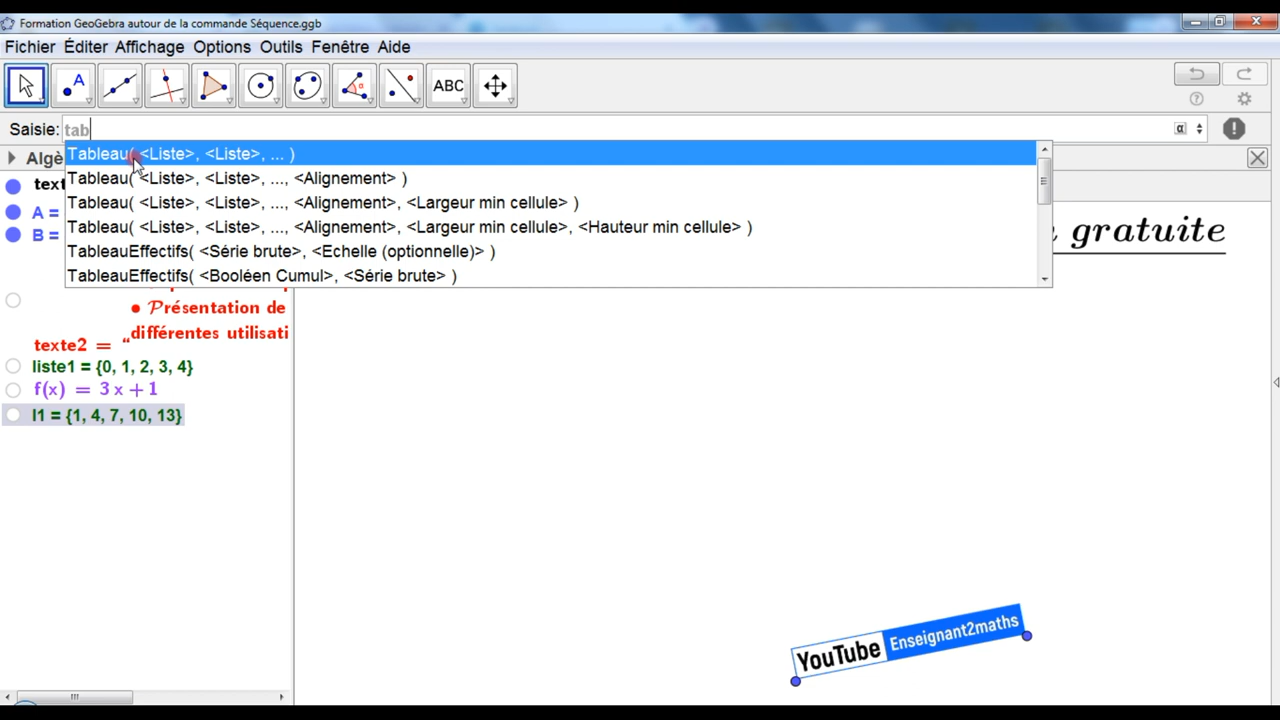 Formation GeoGebra autour de la commande Séquence.ggb
Fichier Éditer Affichage Options Outils Fenêtre Aide
A ABC
Saisie: tab α
Tableau( <Liste>, <Liste>, ... )
Tableau( <Liste>, <Liste>, ..., <Alignement> )
Tableau( <Liste>, <Liste>, ..., <Alignement>, <Largeur min cellule> )
Tableau( <Liste>, <Liste>, ..., <Alignement>, <Largeur min cellule>, <Hauteur min cellule> )
TableauEffectifs( <Série brute>, <Echelle (optionnelle)> )
TableauEffectifs( <Booléen Cumul>, <Série brute> )
Algè
text
A =
B =
gratuite
• Présentation de
différentes utilisati
texte2 = “
liste1 = {0, 1, 2, 3, 4}
f(x) = 3 x + 1
l1 = {1, 4, 7, 10, 13}
YouTube Enseignant2maths